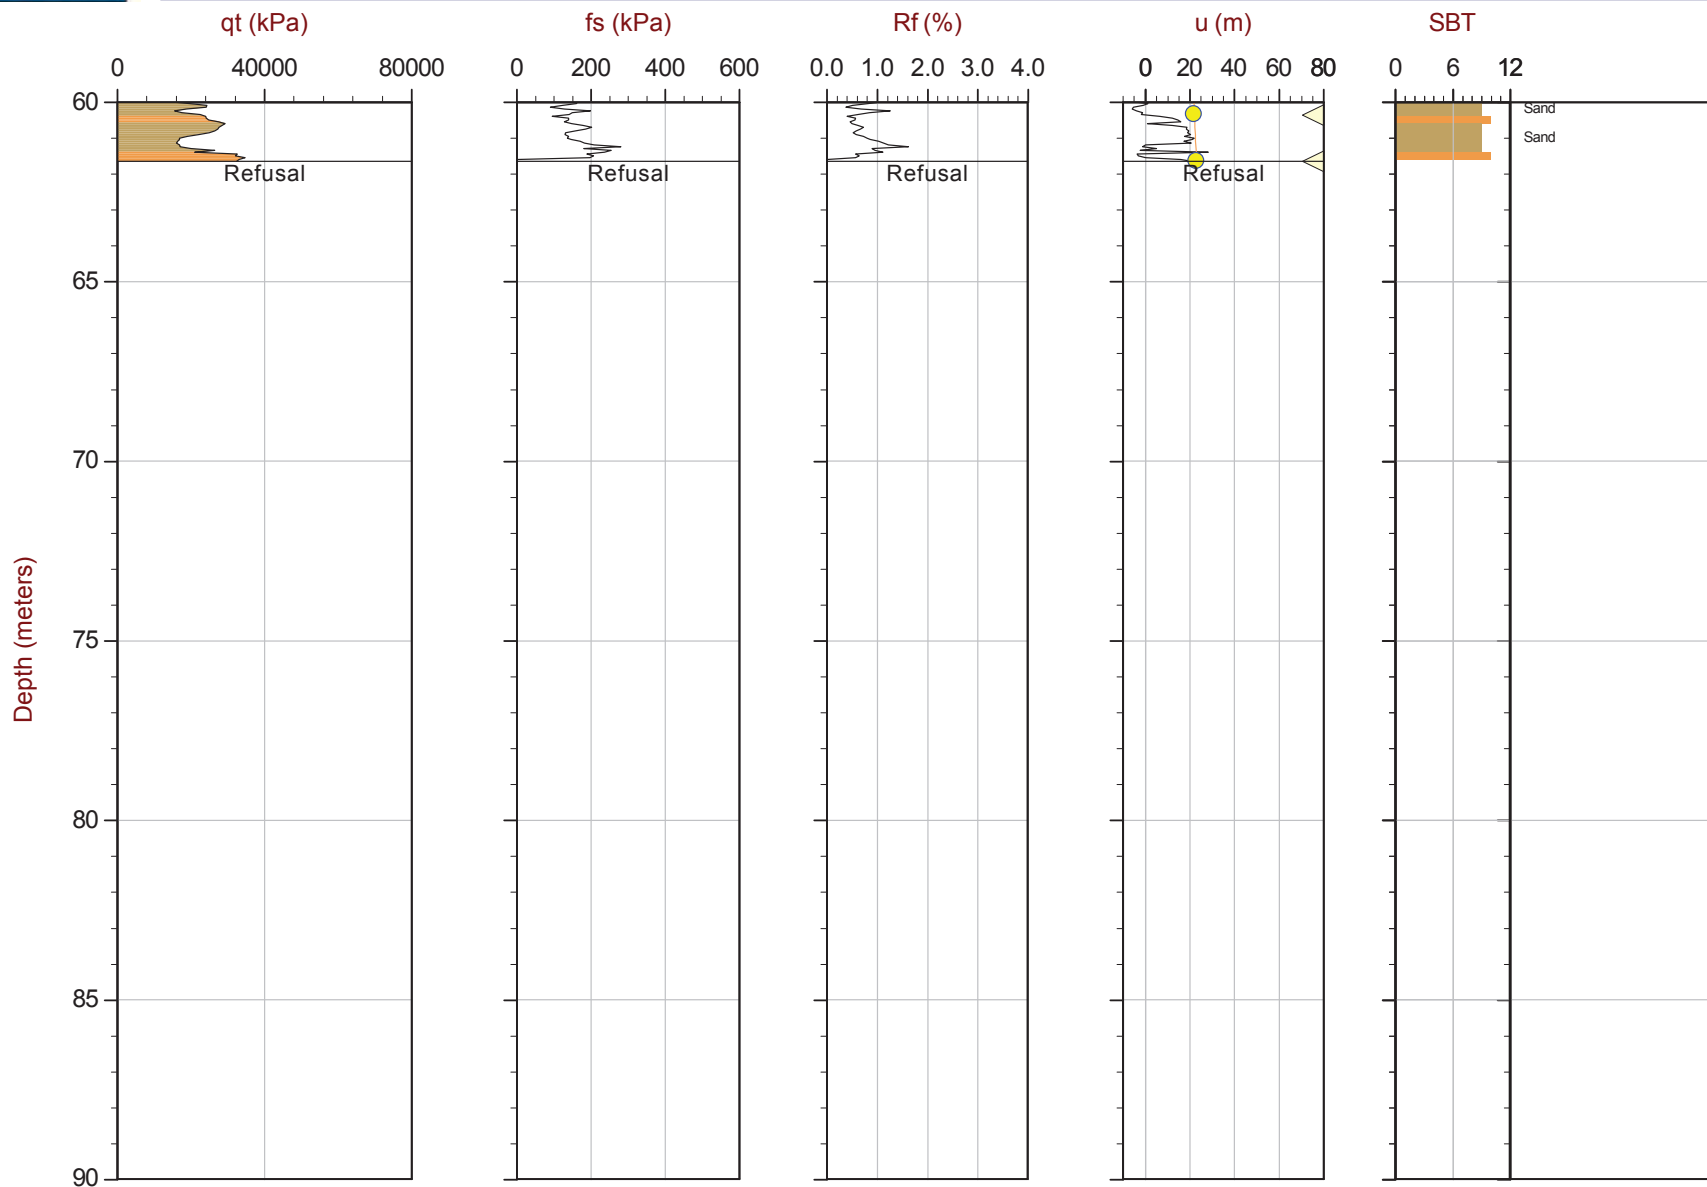 qt (kPa) fs (kPa) Rf (%) u (m) SBT
0 40000 80000 0 200 400 600 0.0 1.0 2.0 3.0 4.0 0 20 40 60 80 0 6 12
60
Sand
Sand
Refusal Refusal Refusal Refusal
65
70
75
Depth (meters)
80
85
90